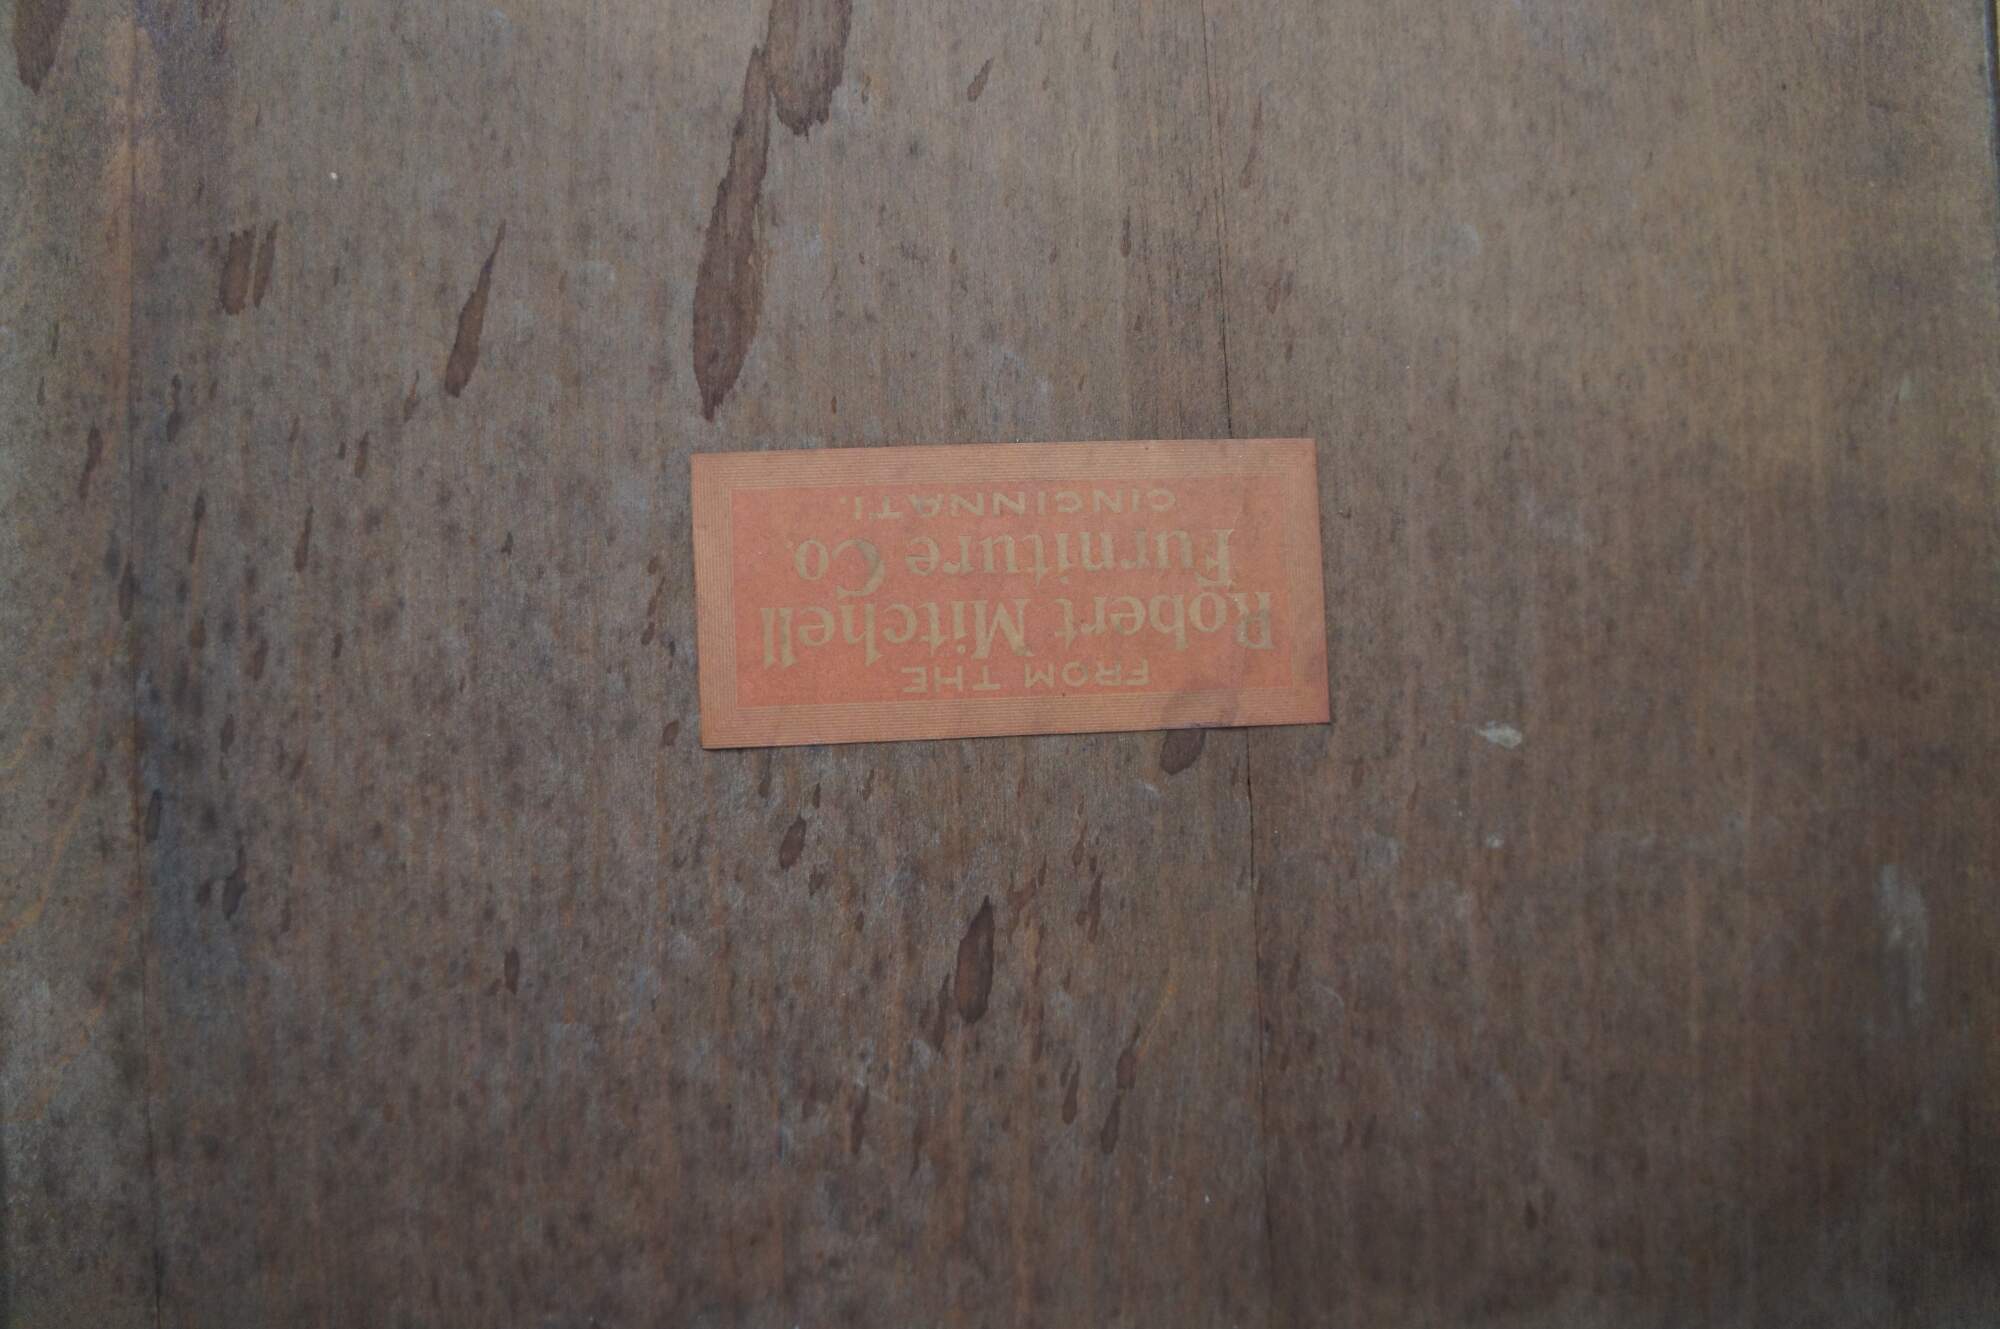 FROM THE
Robert Mitchell
Furniture Co.
CINCINNATI.